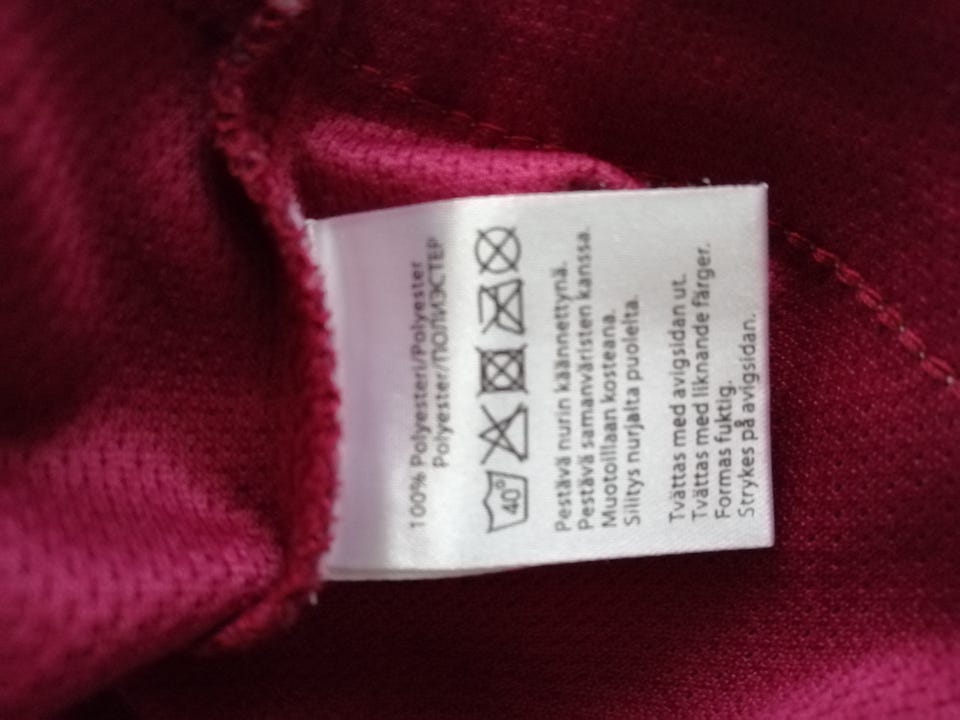 100% Polyesteri/Polyester
Polyester/ПОЛИЭСТЕР
40°
Pestävä nurin käännettynä.
Pestävä samanväristen kanssa.
Muotoillaan kosteana.
Silitys nurjalta puolelta.
Tvättas med avigsidan ut.
Tvättas med liknande färger.
Formas fuktig.
Strykes på avigsidan.